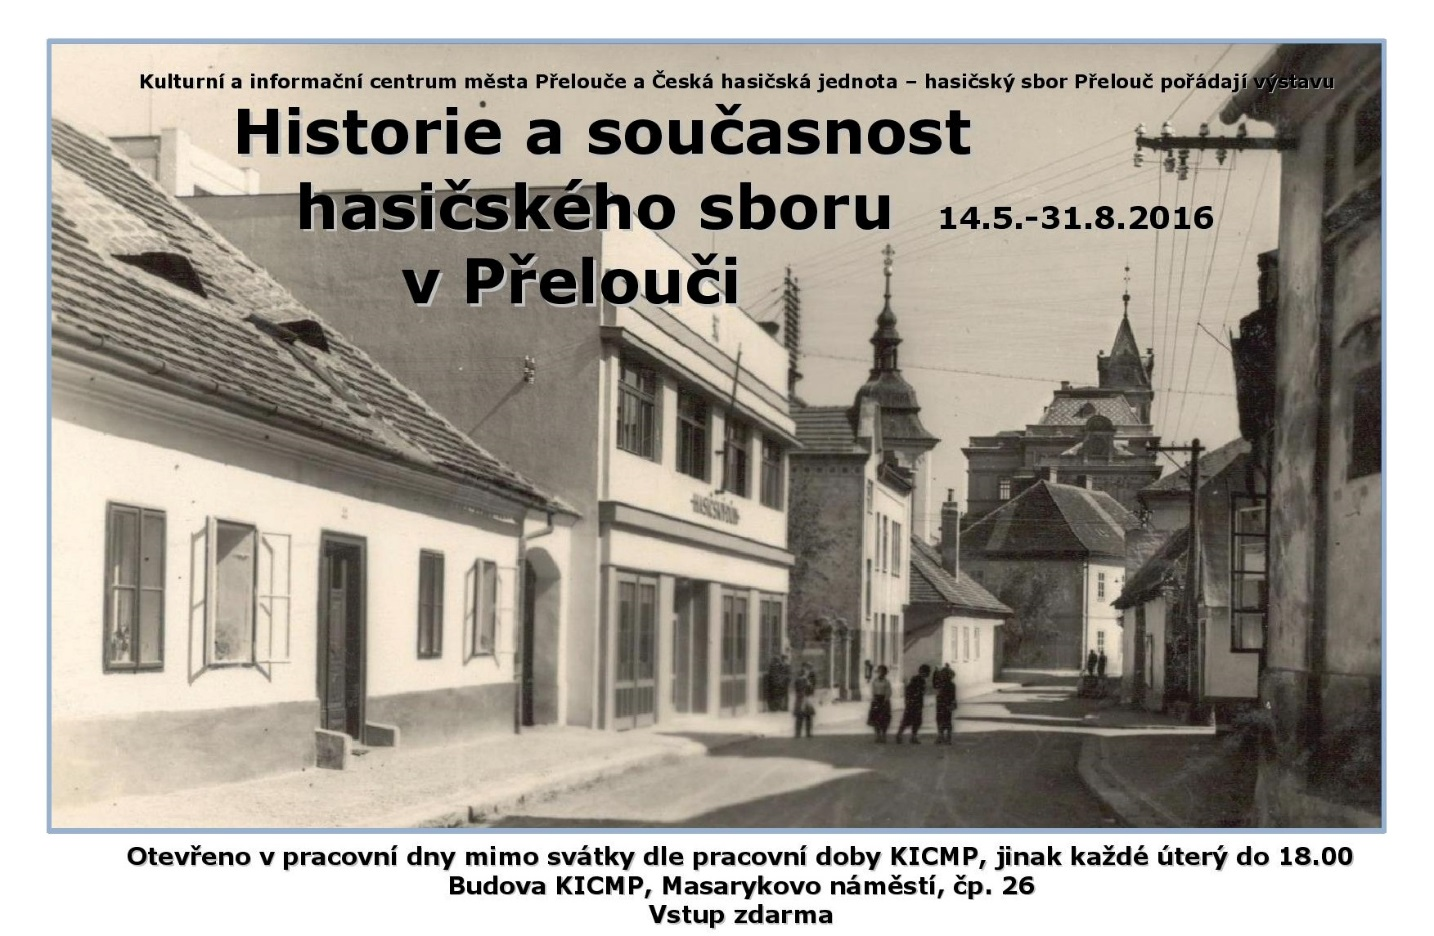 Kulturní a informační centrum města Přelouče a Česká hasičská jednota – hasičský sbor Přelouč pořádají výstavu
Historie a současnost
hasičského sboru 14.5.-31.8.2016
v Přelouči
HASIČSKÝ DŮM
Otevřeno v pracovní dny mimo svátky dle pracovní doby KICMP, jinak každé úterý do 18.00
Budova KICMP, Masarykovo náměstí, čp. 26
Vstup zdarma